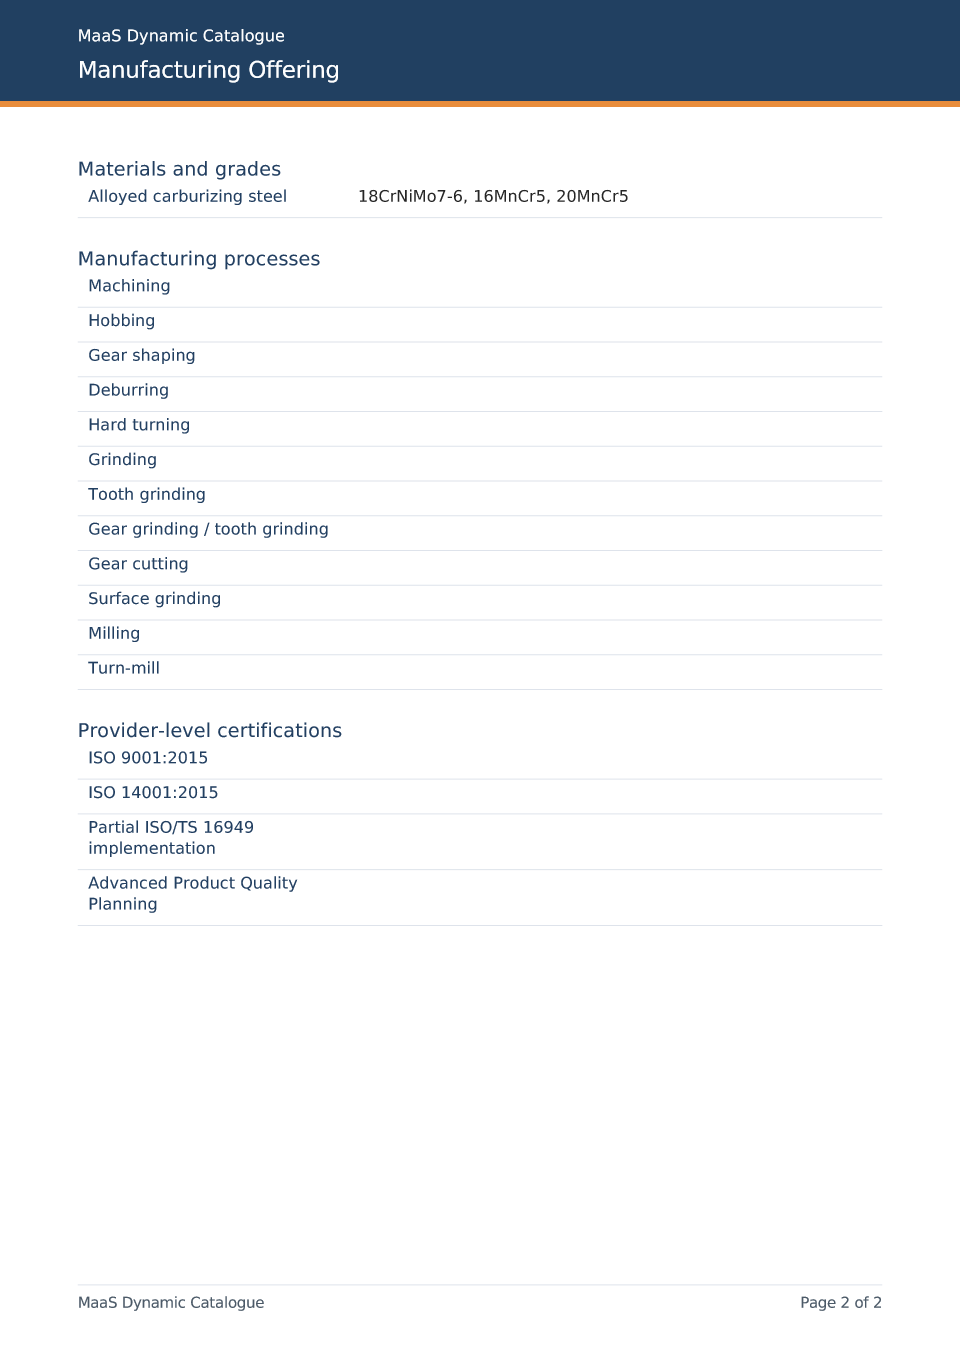 MaaS Dynamic Catalogue
Manufacturing Offering
Materials and grades
Alloyed carburizing steel 18CrNiMo7-6, 16MnCr5, 20MnCr5
Manufacturing processes
Machining
Hobbing
Gear shaping
Deburring
Hard turning
Grinding
Tooth grinding
Gear grinding / tooth grinding
Gear cutting
Surface grinding
Milling
Turn-mill
Provider-level certifications
ISO 9001:2015
ISO 14001:2015
Partial ISO/TS 16949
implementation
Advanced Product Quality
Planning
MaaS Dynamic Catalogue Page 2 of 2